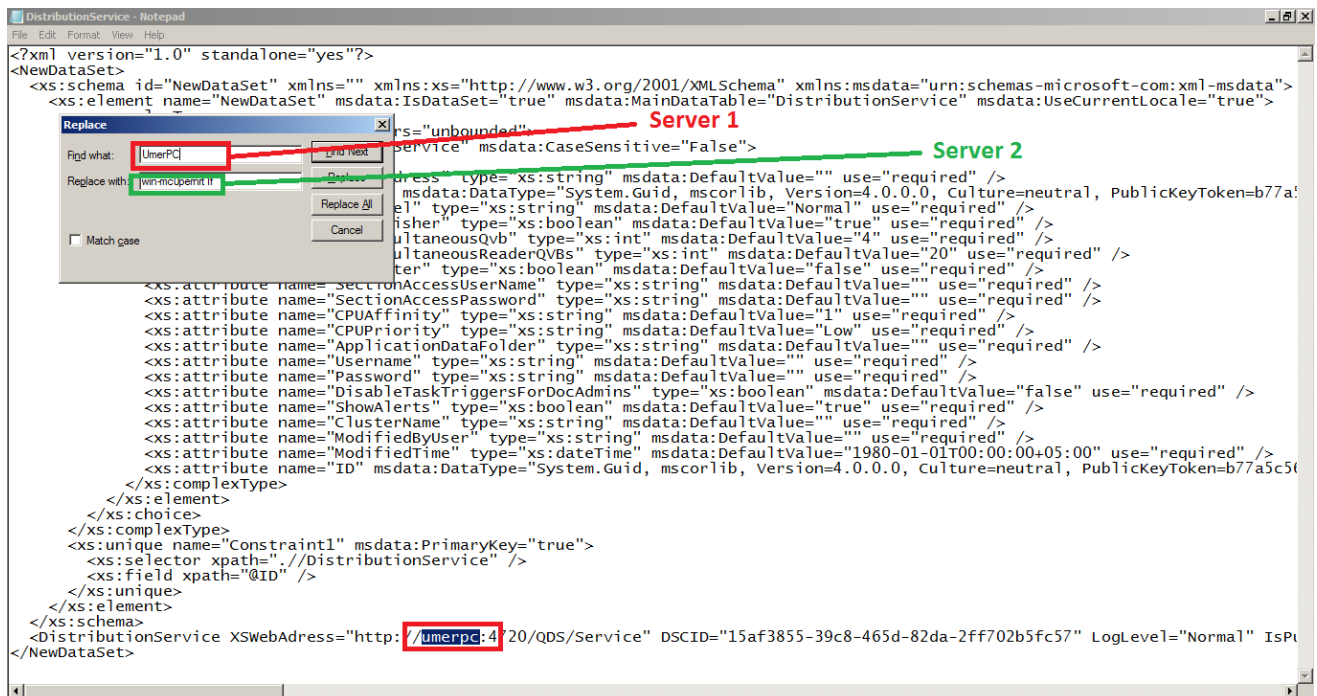 DistributionService - Notepad
File Edit Format View Help
<?xml version="1.0" standalone="yes"?>
<NewDataSet>
<xs:schema id="NewDataSet" xmlns="" xmlns:xs="http://www.w3.org/2001/XMLSchema" xmlns:msdata="urn:schemas-microsoft-com:xml-msdata">
<xs:element name="NewDataSet" msdata:IsDataSet="true" msdata:MainDataTable="DistributionService" msdata:UseCurrentLocale="true">
Server 1
Replace
rs="unbounded">
Find what: UmerPC Find Next
Service" msdata:CaseSensitive="False">
Server 2
Replace with: Replace
dress" type="xs:string" msdata:DefaultValue="" use="required" />
msdata:DataType="System.Guid, mscorlib, Version=4.0.0.0, Culture=neutral, PublicKeyToken=b77a5
Replace All
el" type="xs:string" msdata:DefaultValue="Normal" use="required" />
isher" type="xs:boolean" msdata:DefaultValue="true" use="required" />
Cancel
Match case
ultaneousQvb" type="xs:int" msdata:DefaultValue="4" use="required" />
ultaneousReaderQVBs" type="xs:int" msdata:DefaultValue="20" use="required" />
ter" type="xs:boolean" msdata:DefaultValue="false" use="required" />
<xs:attribute name="SectionAccessUserName" type="xs:string" msdata:DefaultValue="" use="required" />
<xs:attribute name="SectionAccessPassword" type="xs:string" msdata:DefaultValue="" use="required" />
<xs:attribute name="CPUAffinity" type="xs:string" msdata:DefaultValue="1" use="required" />
<xs:attribute name="CPUPriority" type="xs:string" msdata:DefaultValue="Low" use="required" />
<xs:attribute name="ApplicationDataFolder" type="xs:string" msdata:DefaultValue="" use="required" />
<xs:attribute name="Username" type="xs:string" msdata:DefaultValue="" use="required" />
<xs:attribute name="Password" type="xs:string" msdata:DefaultValue="" use="required" />
<xs:attribute name="DisableTaskTriggersForDocAdmins" type="xs:boolean" msdata:DefaultValue="false" use="required" />
<xs:attribute name="ShowAlerts" type="xs:boolean" msdata:DefaultValue="true" use="required" />
<xs:attribute name="ClusterName" type="xs:string" msdata:DefaultValue="" use="required" />
<xs:attribute name="ModifiedByUser" type="xs:string" msdata:DefaultValue="" use="required" />
<xs:attribute name="ModifiedTime" type="xs:dateTime" msdata:DefaultValue="1980-01-01T00:00:00+05:00" use="required" />
<xs:attribute name="ID" msdata:DataType="System.Guid, mscorlib, Version=4.0.0.0, Culture=neutral, PublicKeyToken=b77a5c56
</xs:complexType>
</xs:element>
</xs:choice>
</xs:complexType>
<xs:unique name="Constraint1" msdata:PrimaryKey="true">
<xs:selector xpath=".//DistributionService" />
<xs:field xpath="@ID" />
</xs:unique>
</xs:element>
</xs:schema>
<DistributionService XSWebAdress="http://umerpc:4720/QDS/Service" DSCID="15af3855-39c8-465d-82da-2ff702b5fc57" LogLevel="Normal" IsPu
</NewDataSet>